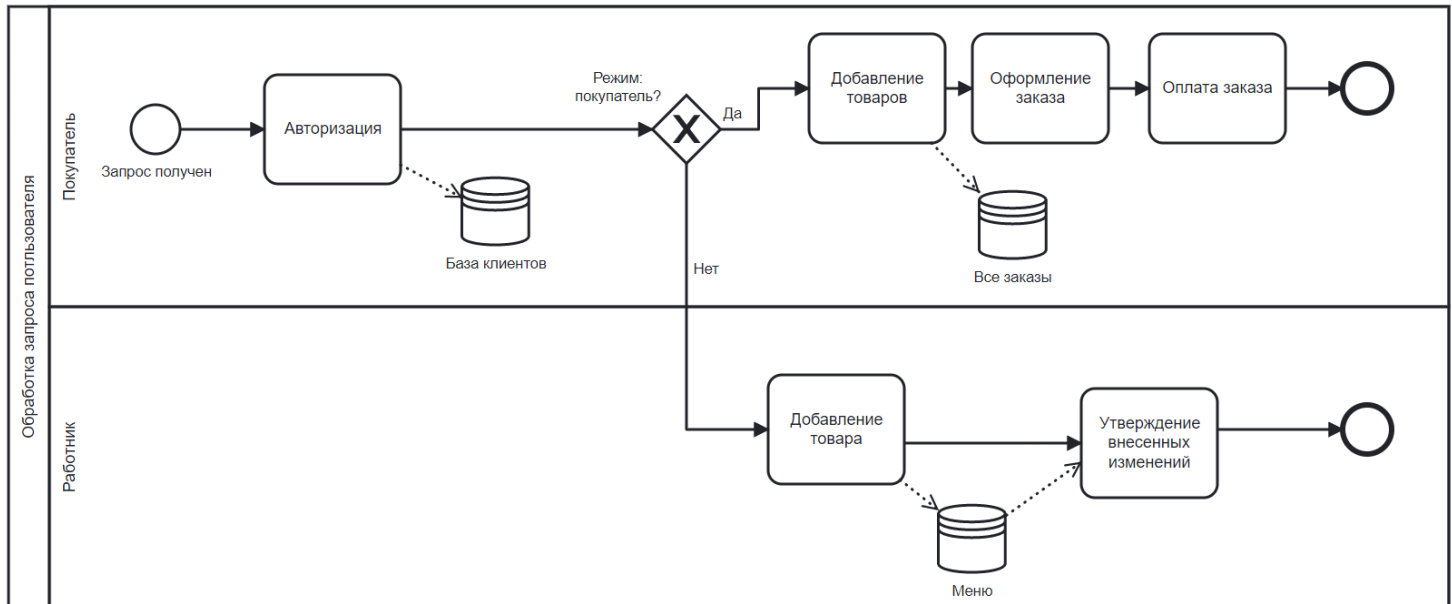 Обработка запроса потльзователя
Покупатель
Запрос получен
Авторизация
База клиентов
Режим:
покупатель?
Да
Нет
Добавление
товаров
Оформление
заказа
Оплата заказа
Все заказы
Работник
Добавление
товара
Меню
Утверждение
внесенных
изменений